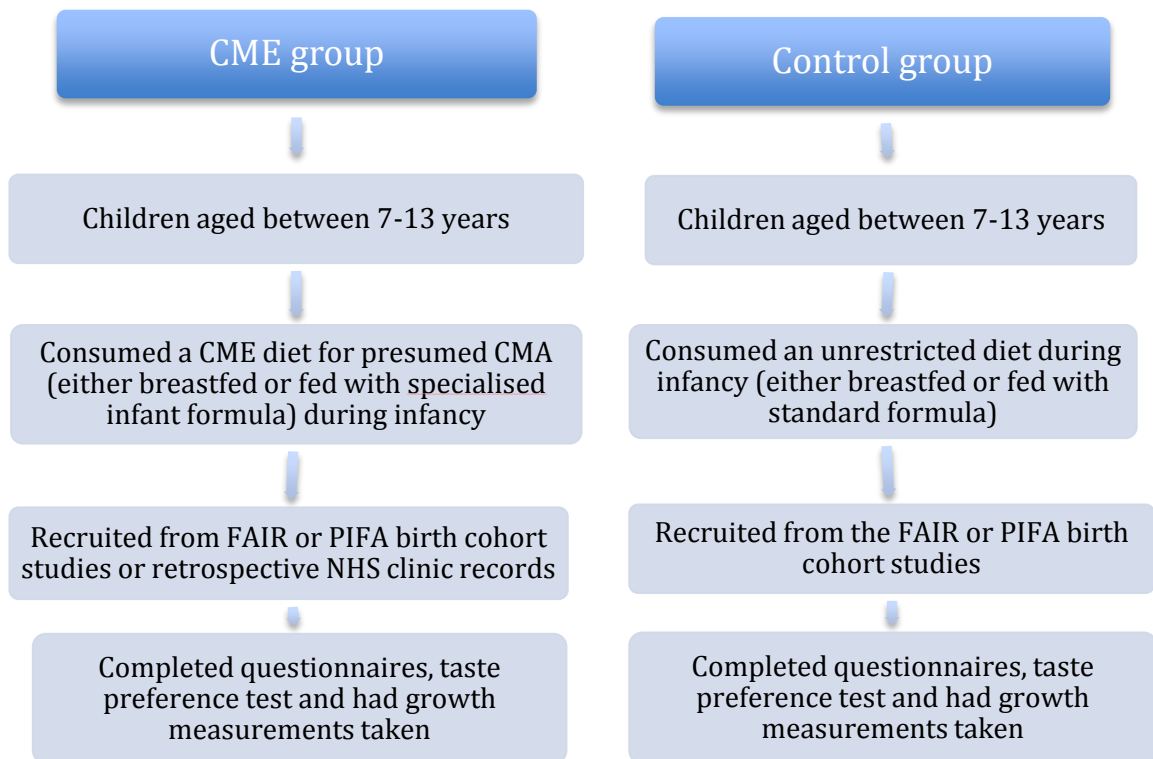 CME group
Children aged between 7-13 years
Consumed a CME diet for presumed CMA
(either breastfed or fed with specialised
infant formula) during infancy
Recruited from FAIR or PIFA birth cohort
studies or retrospective NHS clinic records
Completed questionnaires, taste
preference test and had growth
measurements taken
Control group
Children aged between 7-13 years
Consumed an unrestricted diet during
infancy (either breastfed or fed with
standard formula)
Recruited from the FAIR or PIFA birth
cohort studies
Completed questionnaires, taste
preference test and had growth
measurements taken